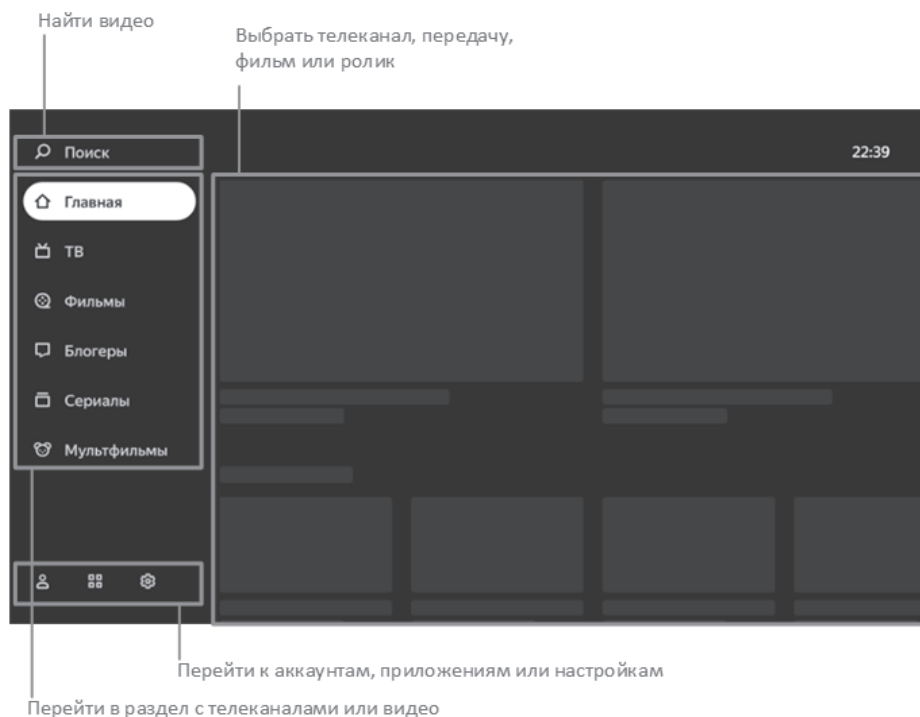 Найти видео
Выбрать телеканал, передачу,
фильм или ролик
Поиск
22:39
Главная
ТВ
Фильмы
Блогеры
Сериалы
Мультфильмы
Перейти к аккаунтам, приложениям или настройкам
Перейти в раздел с телеканалами или видео